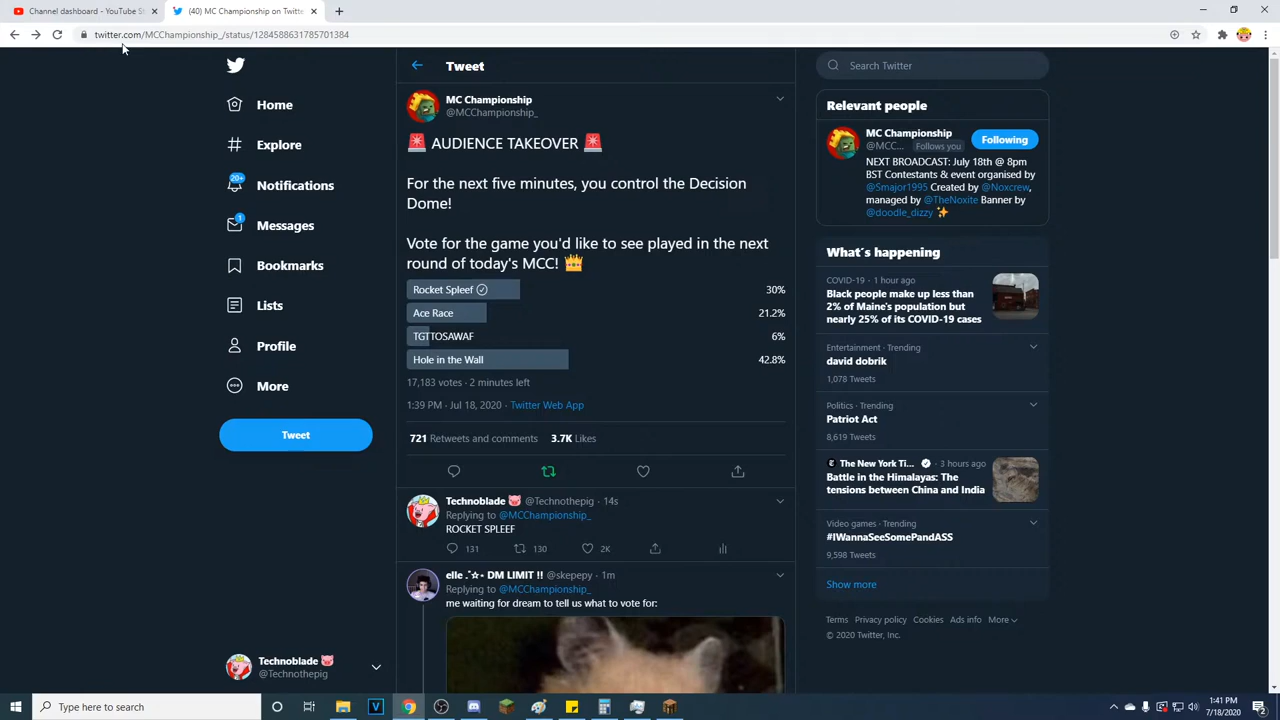 Channel dashboard - YouTube St
(40) MC Championship on Twitte
twitter.com/MCChampionship_/status/1284588631785701384
Home
Explore
20+
Notifications
1
Messages
Bookmarks
Lists
Profile
More
Tweet
Technoblade 🐷
@Technothepig
Tweet
MC Championship
@MCChampionship_
🚨 AUDIENCE TAKEOVER 🚨
For the next five minutes, you control the Decision
Dome!
Vote for the game you'd like to see played in the next
round of today's MCC! 👑
Rocket Spleef 30%
Ace Race 21.2%
TGTTOSAWAF 6%
Hole in the Wall 42.8%
17,183 votes · 2 minutes left
1:39 PM · Jul 18, 2020 · Twitter Web App
721 Retweets and comments 3.7K Likes
Technoblade 🐷 @Technothepig · 14s
Replying to @MCChampionship_
ROCKET SPLEEF
131 130 2K
elle .˚☆⋆ DM LIMIT !! @skepepy · 1m
Replying to @MCChampionship_
me waiting for dream to tell us what to vote for:
Search Twitter
Relevant people
MC Championship
@MCC... Follows you
Following
NEXT BROADCAST: July 18th @ 8pm
BST Contestants & event organised by
@Smajor1995 Created by @Noxcrew,
managed by @TheNoxite Banner by
@doodle_dizzy ✨
What's happening
COVID-19 · 1 hour ago
Black people make up less than
2% of Maine's population but
nearly 25% of its COVID-19 cases
Entertainment · Trending
david dobrik
1,078 Tweets
Politics · Trending
Patriot Act
8,619 Tweets
The New York Ti... · 3 hours ago
Battle in the Himalayas: The
tensions between China and India
Video games · Trending
#IWannaSeeSomePandASS
9,598 Tweets
Show more
Terms Privacy policy Cookies Ads info More
© 2020 Twitter, Inc.
Type here to search
1:41 PM
7/18/2020
2